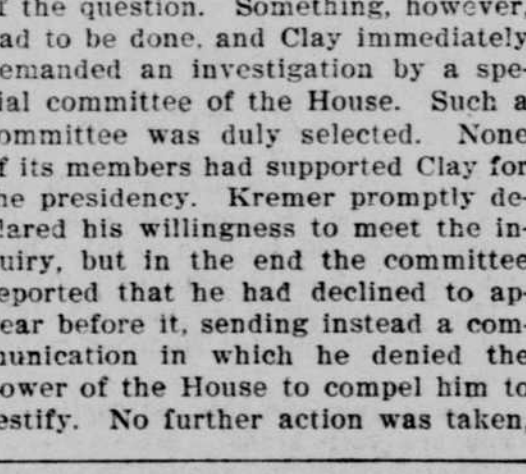 f the question. Something, however,
ad to be done, and Clay immediately
emanded an investigation by a spe-
ial committee of the House. Such a
ommittee was duly selected. None
f its members had supported Clay for
he presidency. Kremer promptly de-
lared his willingness to meet the in-
uiry, but in the end the committee
eported that he had declined to ap-
ear before it, sending instead a com-
munication in which he denied the
ower of the House to compel him to
estify. No further action was taken,